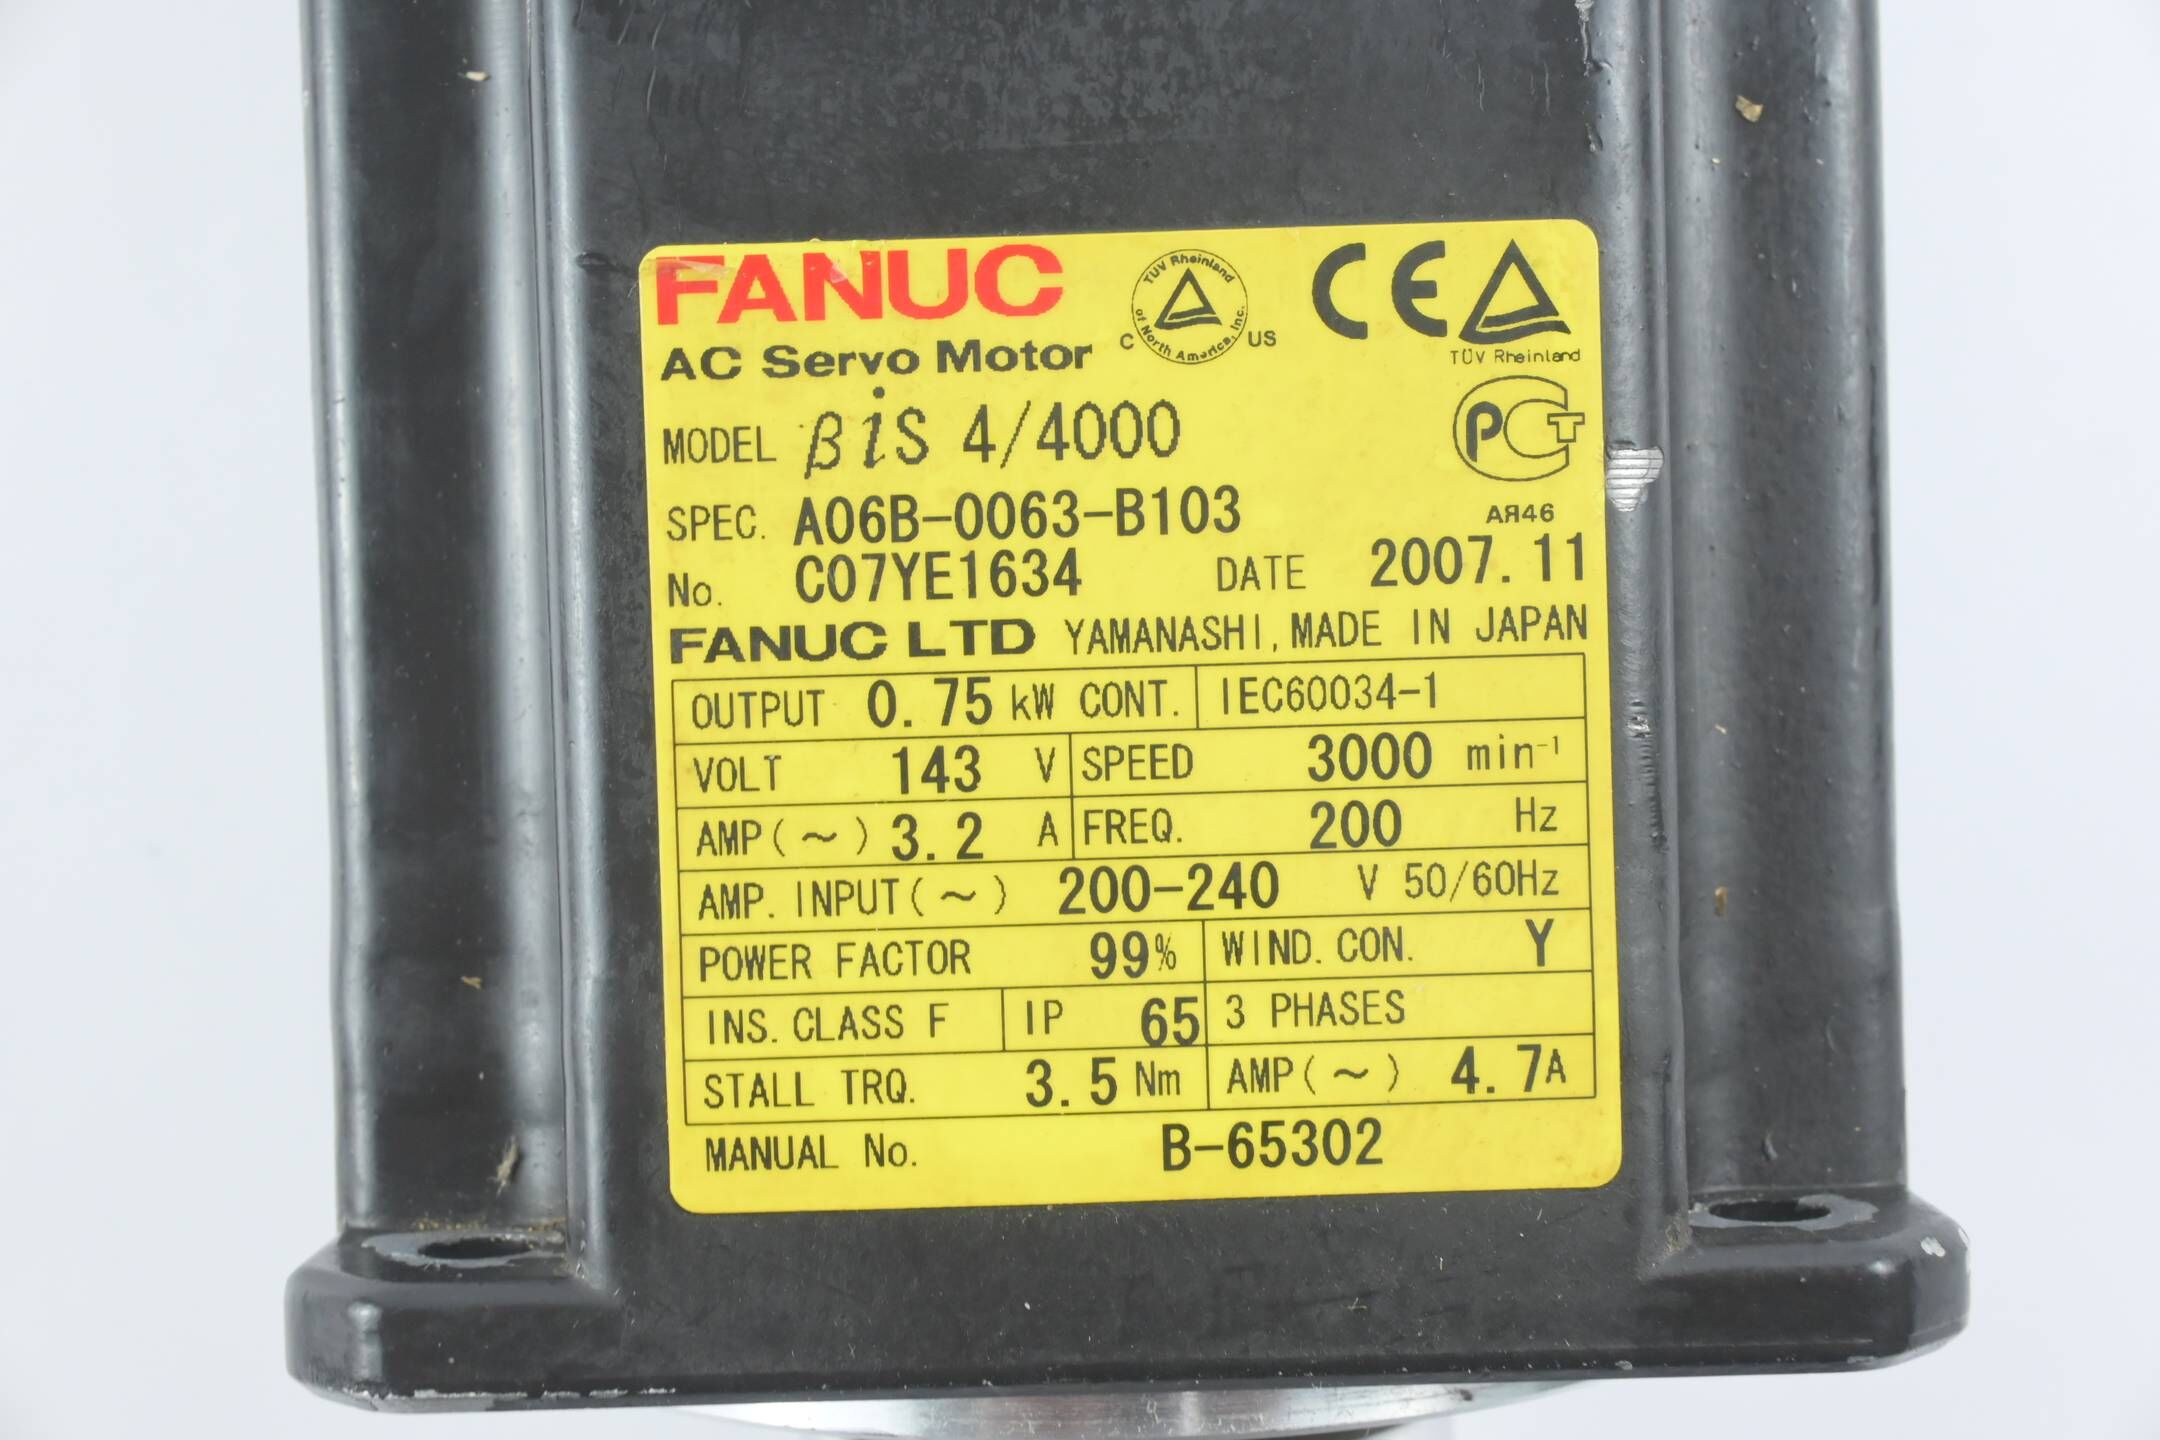 FANUC
TUV Rheinland of North America, Inc.
C US
CE
TÜV Rheinland
AC Servo Motor
MODEL βiS 4/4000
PCT
SPEC. A06B-0063-B103
АЯ46
No. C07YE1634 DATE 2007.11
FANUC LTD YAMANASHI, MADE IN JAPAN
OUTPUT 0.75 kW CONT. IEC60034-1
VOLT 143 V SPEED 3000 min⁻¹
AMP(~) 3.2 A FREQ. 200 Hz
AMP. INPUT(~) 200-240 V 50/60Hz
POWER FACTOR 99% WIND. CON. Y
INS. CLASS F IP 65 3 PHASES
STALL TRQ. 3.5 Nm AMP(~) 4.7A
MANUAL No. B-65302